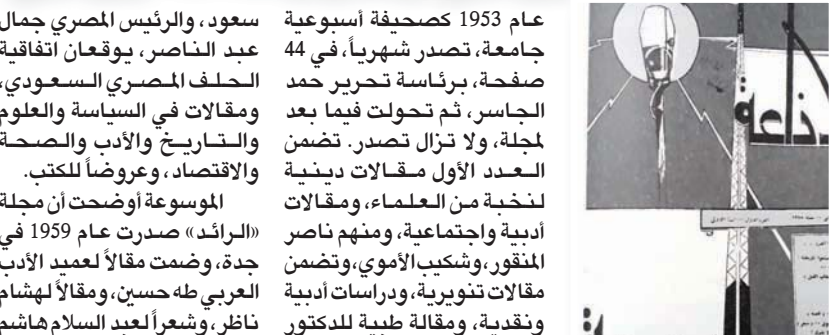 عام 1953 كصحيفة أسبوعية
جامعة، تصدر شهرياً، في 44
صفحة، برئاسة تحرير حمد
الجاسر، ثم تحولت فيما بعد
لمجلة، ولا تزال تصدر. تضمن
العدد الأول مقالات دينية
لنخبة من العلماء، ومقالات
أدبية واجتماعية، ومنهم ناصر
المنقور، وشكيب الأموي، وتضمن
مقالات تنويرية، ودراسات أدبية
ونقدية، ومقالة طبية للدكتور
سعود، والرئيس المصري جمال
عبد الناصر، يوقعان اتفاقية
الحلف المصري السعودي،
ومقالات في السياسة والعلوم
والتاريخ والأدب والصحة
والاقتصاد، وعروضاً للكتب.
الموسوعة أوضحت أن مجلة
«الرائد» صدرت عام 1959 في
جدة، وضمت مقالاً لعميد الأدب
العربي طه حسين، ومقالاً لهشام
ناظر، وشعراً لعبد السلام هاشم